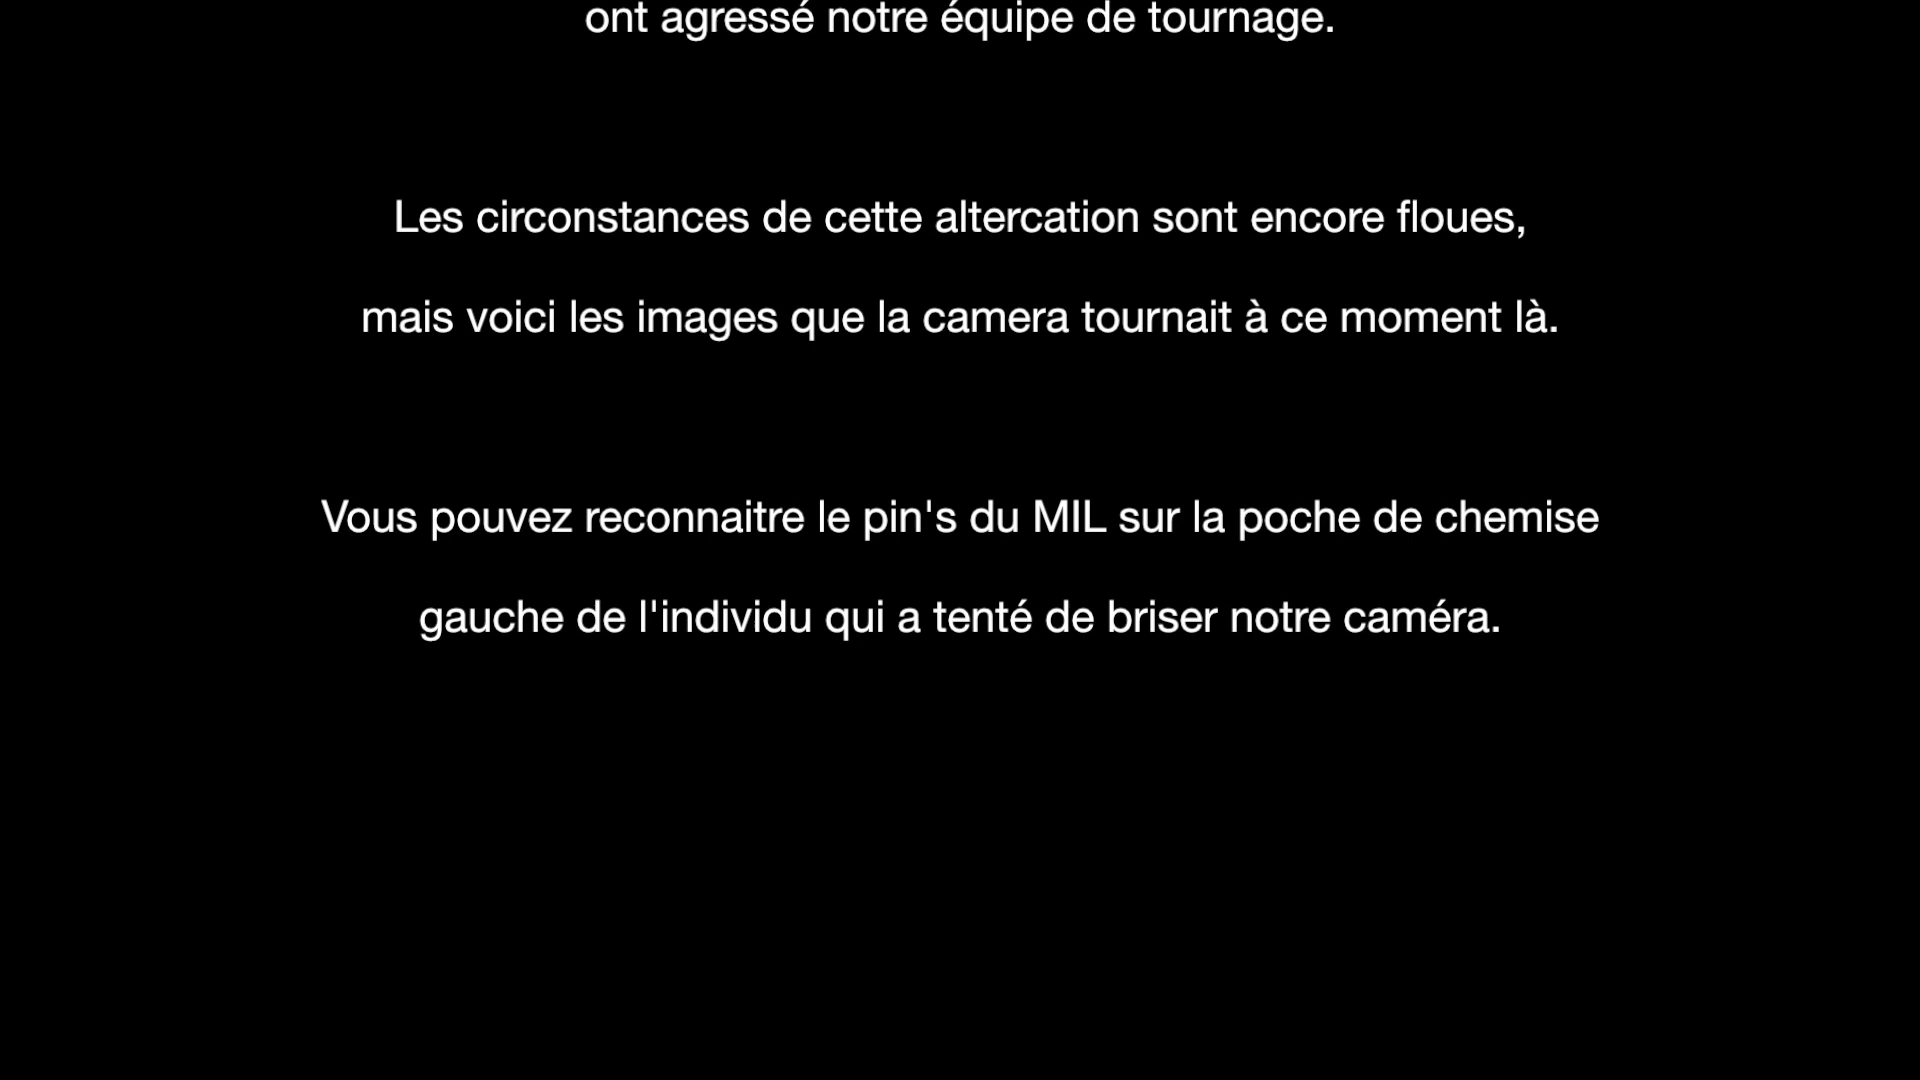 ont agressé notre équipe de tournage.
Les circonstances de cette altercation sont encore floues,
mais voici les images que la camera tournait à ce moment là.
Vous pouvez reconnaitre le pin's du MIL sur la poche de chemise
gauche de l'individu qui a tenté de briser notre caméra.